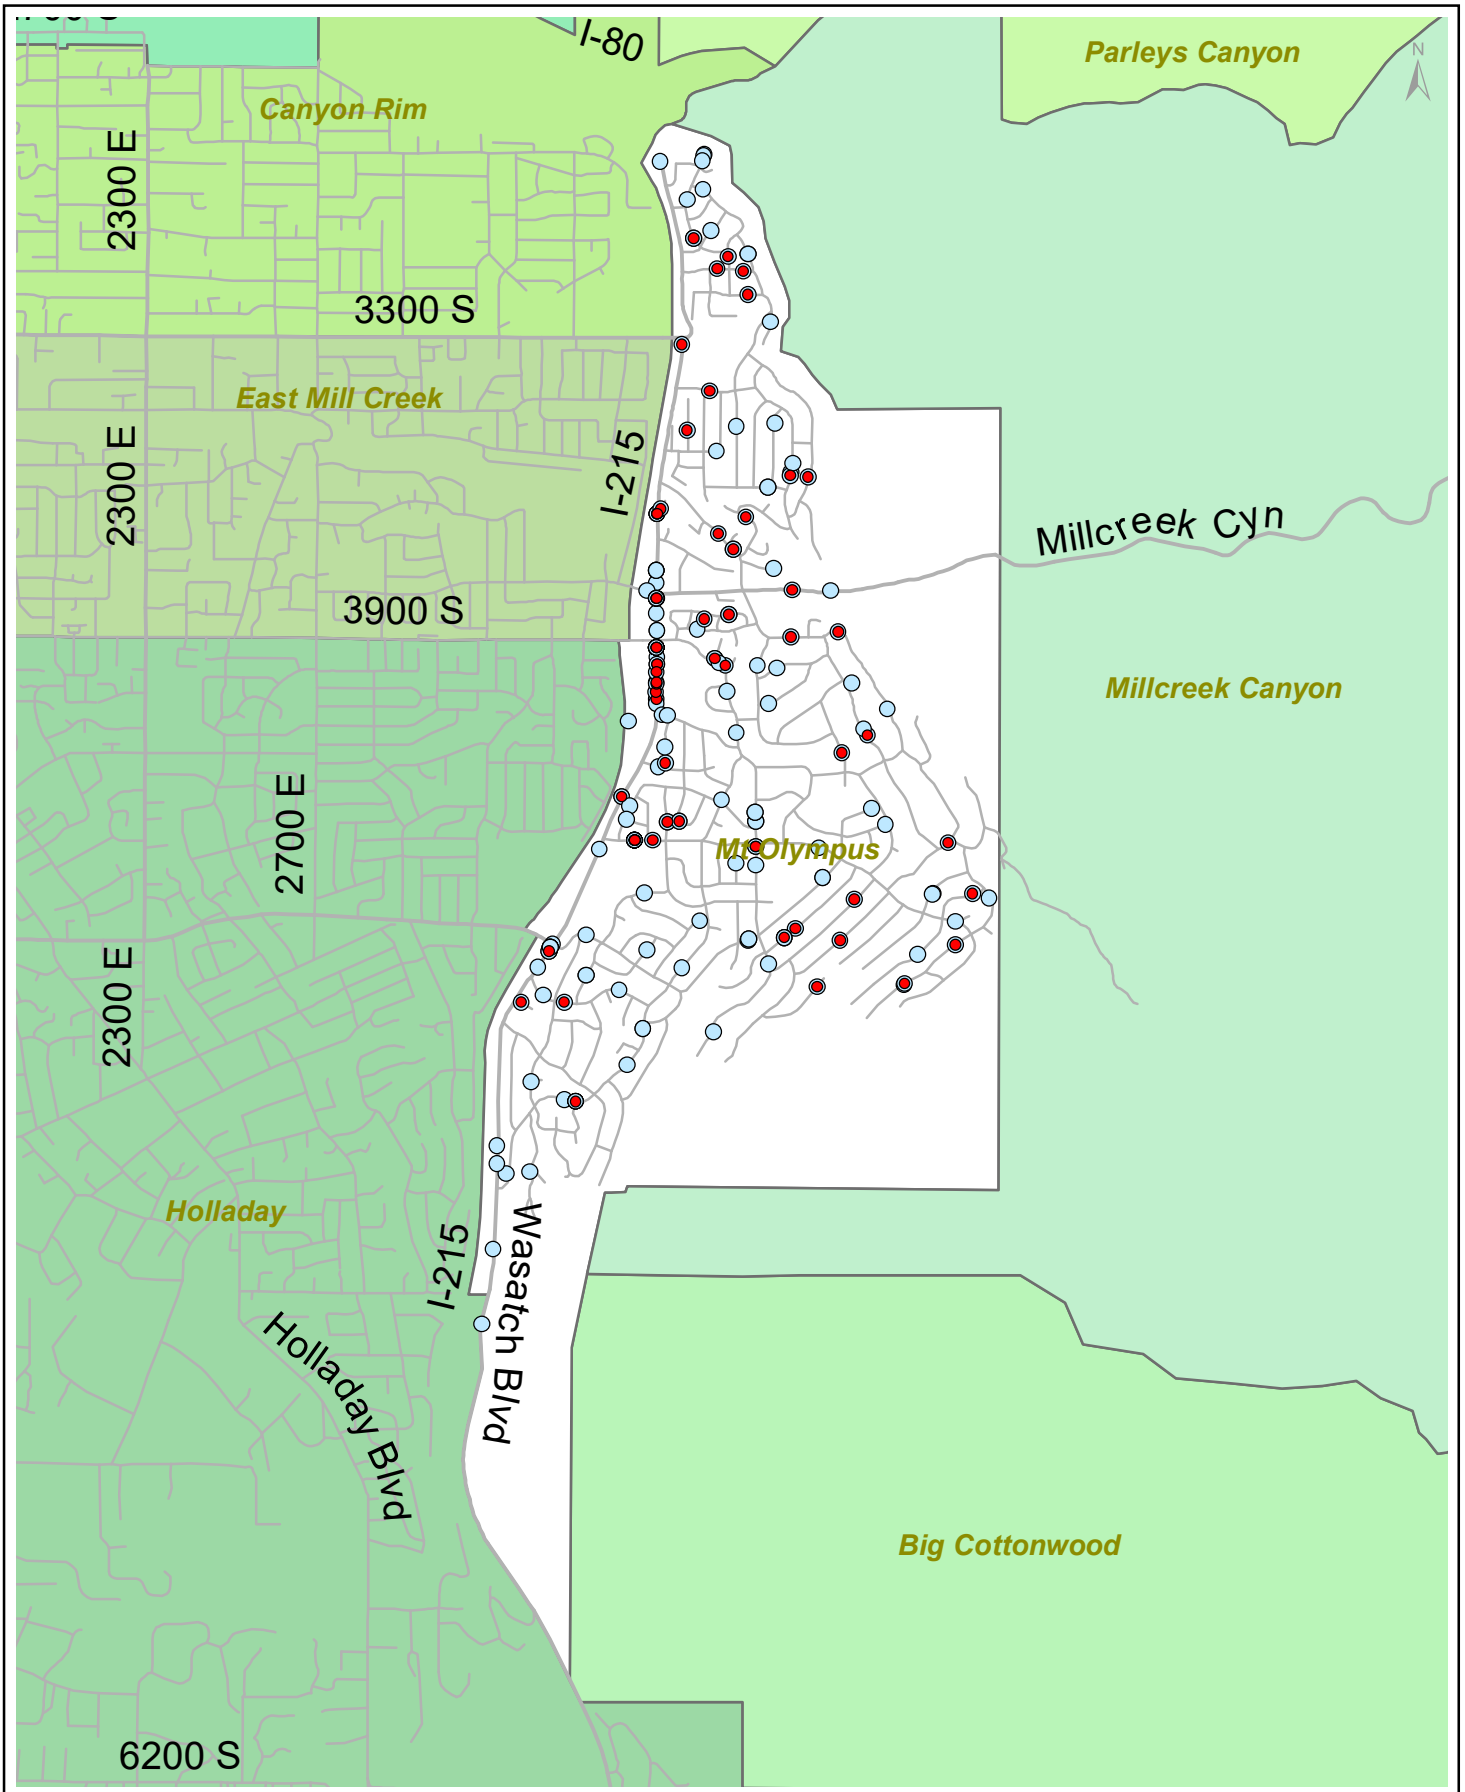 I-80
Parleys Canyon
N
Canyon Rim
2300 E
3300 S
East Mill Creek
2300 E
I-215
Millcreek Cyn
3900 S
Millcreek Canyon
2700 E
Mt Olympus
2300 E
Holladay
I-215
Wasatch Blvd
Holladay Blvd
Big Cottonwood
6200 S